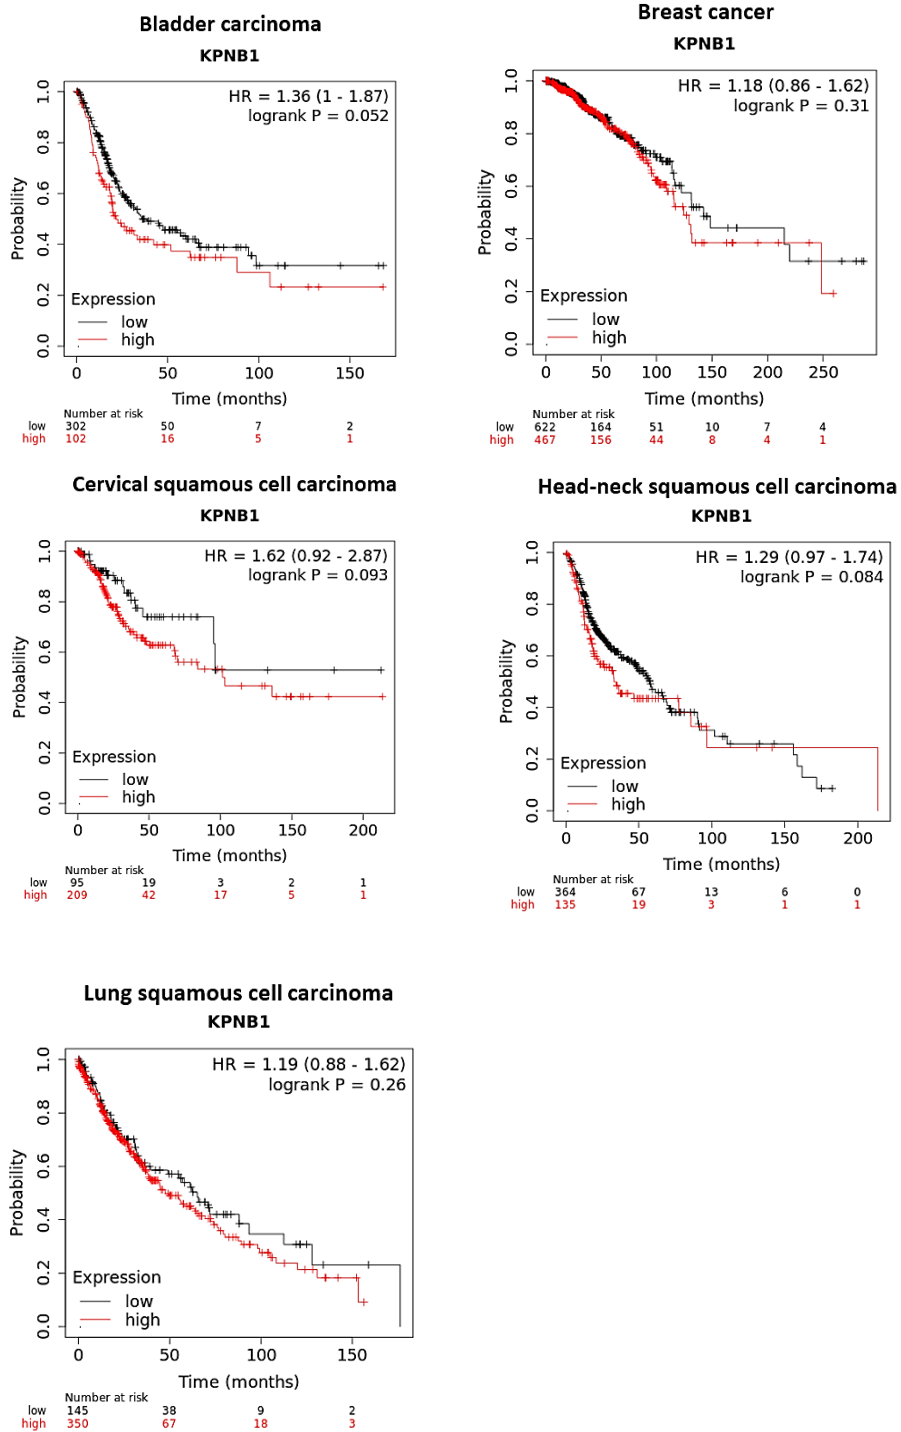 Bladder carcinoma
KPNB1
HR = 1.36 (1 - 1.87)
logrank P = 0.052
Probability
1.0
0.8
0.6
0.4
0.2
0.0
Expression
low
high
0 50 100 150
Time (months)
Number at risk
low 302 50 7 2
high 102 16 5 1
Breast cancer
KPNB1
HR = 1.18 (0.86 - 1.62)
logrank P = 0.31
Probability
1.0
0.8
0.6
0.4
0.2
0.0
Expression
low
high
0 50 100 150 200 250
Time (months)
Number at risk
low 622 164 51 10 7 4
high 467 156 44 8 4 1
Cervical squamous cell carcinoma
KPNB1
HR = 1.62 (0.92 - 2.87)
logrank P = 0.093
Probability
1.0
0.8
0.6
0.4
0.2
0.0
Expression
low
high
0 50 100 150 200
Time (months)
Number at risk
low 95 19 3 2 1
high 209 42 17 5 1
Head-neck squamous cell carcinoma
KPNB1
HR = 1.29 (0.97 - 1.74)
logrank P = 0.084
Probability
1.0
0.8
0.6
0.4
0.2
0.0
Expression
low
high
0 50 100 150 200
Time (months)
Number at risk
low 364 67 13 6 0
high 135 19 3 1 1
Lung squamous cell carcinoma
KPNB1
HR = 1.19 (0.88 - 1.62)
logrank P = 0.26
Probability
1.0
0.8
0.6
0.4
0.2
0.0
Expression
low
high
0 50 100 150
Time (months)
Number at risk
low 145 38 9 2
high 350 67 18 3